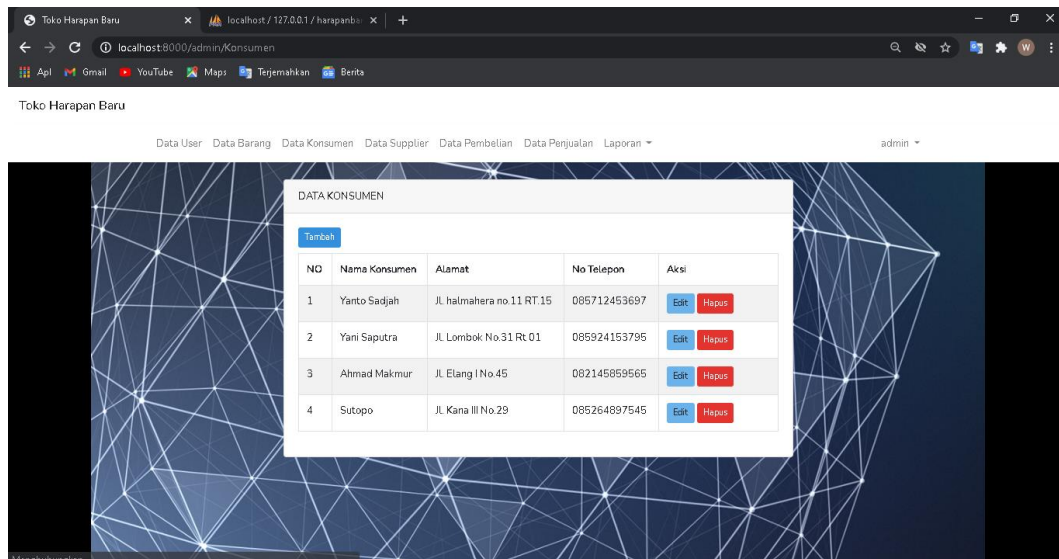 Toko Harapan Baru
localhost / 127.0.0.1 / harapanba
localhost:8000/admin/Konsumen
Apl Gmail YouTube Maps Terjemahkan Berita
Toko Harapan Baru
Data User Data Barang Data Konsumen Data Supplier Data Pembelian Data Penjualan Laporan admin
DATA KONSUMEN
Tambah
NO Nama Konsumen Alamat No Telepon Aksi
1 Yanto Sadjah Jl. halmahera no.11 RT.15 085712453697 Edit Hapus
2 Yani Saputra Jl. Lombok No.31 Rt 01 085924153795 Edit Hapus
3 Ahmad Makmur Jl. Elang I No.45 082145859565 Edit Hapus
4 Sutopo Jl. Kana III No.29 085264897545 Edit Hapus